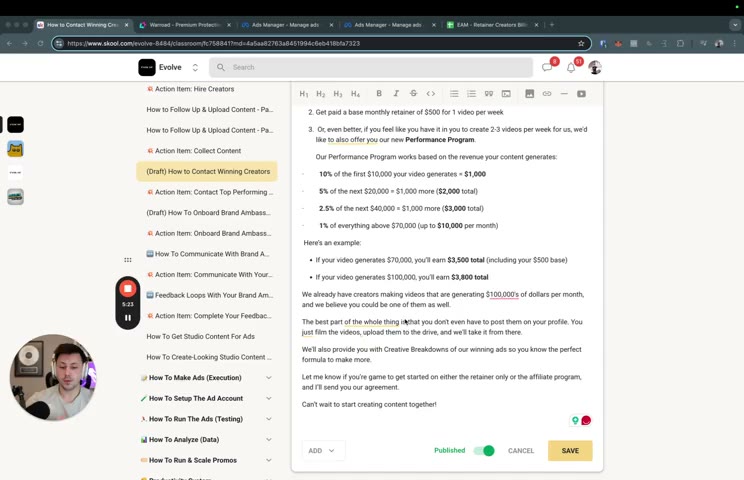 How to Contact Winning Crea
Warroad - Premium Protectiv
Ads Manager - Manage ads
Ads Manager - Manage ads
EAM - Retainer Creators Billi
https://www.skool.com/evolve-8484/classroom/fc758841?md=4a5aa82763a8451994c6eb418bfa7323
Evolve
Search
8
51
Action Item: Hire Creators
How to Follow Up & Upload Content - Pa...
How to Follow Up & Upload Content - Pa...
Action Item: Collect Content
(Draft) How to Contact Winning Creators
Action Item: Contact Top Performing ...
(Draft) How To Onboard Brand Ambass...
Action Item: Onboard Brand Ambass...
How To Communicate With Brand A...
Action Item: Communicate With Your...
Feedback Loops With Your Brand Am...
Action Item: Complete Your Feedbac...
How To Get Studio Content For Ads
How To Create-Looking Studio Content ...
How To Make Ads (Execution)
How To Setup The Ad Account
How To Run The Ads (Testing)
How To Analyze (Data)
How To Run & Scale Promos
5:23
H1 H2 H3 H4 B I S <>
2. Get paid a base monthly retainer of $500 for 1 video per week
3. Or, even better, if you feel like you have it in you to create 2-3 videos per week for us, we'd
like to also offer you our new Performance Program.
Our Performance Program works based on the revenue your content generates:
· 10% of the first $10,000 your video generates = $1,000
· 5% of the next $20,000 = $1,000 more ($2,000 total)
· 2.5% of the next $40,000 = $1,000 more ($3,000 total)
· 1% of everything above $70,000 (up to $10,000 per month)
Here's an example:
• If your video generates $70,000, you'll earn $3,500 total (including your $500 base)
• If your video generates $100,000, you'll earn $3,800 total
We already have creators making videos that are generating $100,000's of dollars per month,
and we believe you could be one of them as well.
The best part of the whole thing is that you don't even have to post them on your profile. You
just film the videos, upload them to the drive, and we'll take it from there.
We'll also provide you with Creative Breakdowns of our winning ads so you know the perfect
formula to make more.
Let me know if you're game to get started on either the retainer only or the affiliate program,
and I'll send you our agreement.
Can't wait to start creating content together!
ADD
Published
CANCEL
SAVE